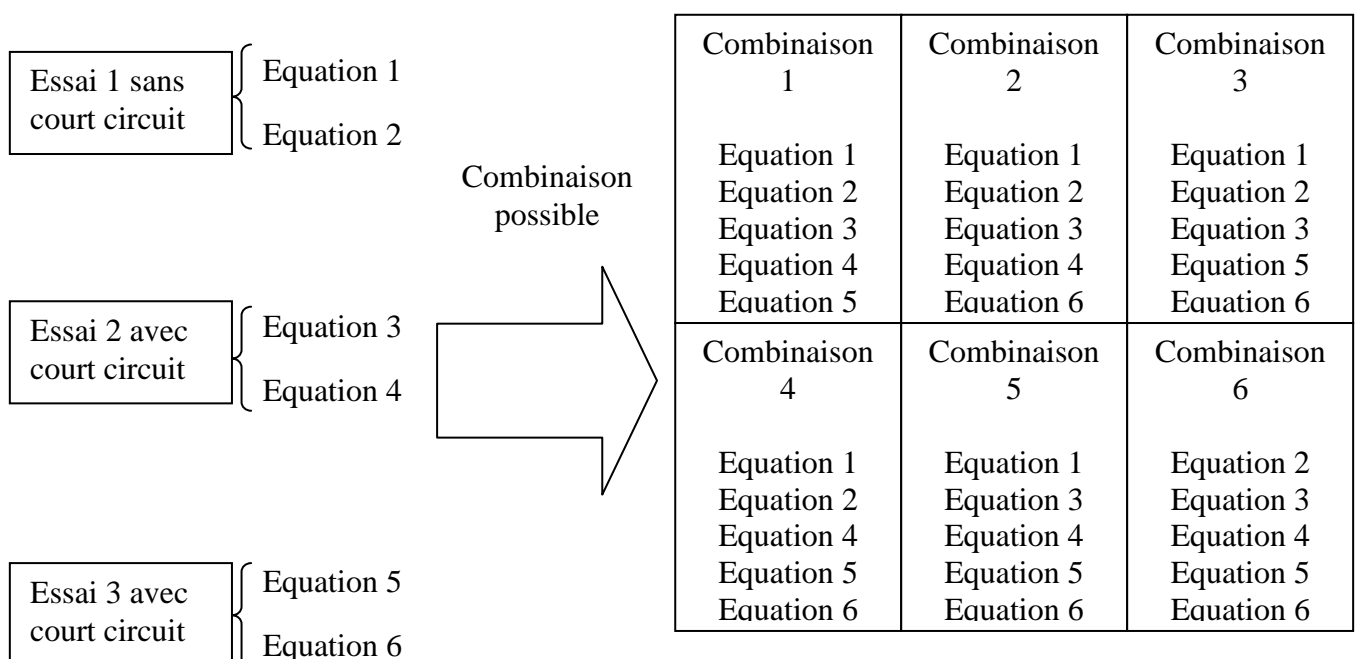 Essai 1 sans
court circuit
Equation 1
Equation 2
Essai 2 avec
court circuit
Equation 3
Equation 4
Essai 3 avec
court circuit
Equation 5
Equation 6
Combinaison
possible
Combinaison
1
Equation 1
Equation 2
Equation 3
Equation 4
Equation 5
Combinaison
2
Equation 1
Equation 2
Equation 3
Equation 4
Equation 6
Combinaison
3
Equation 1
Equation 2
Equation 3
Equation 5
Equation 6
Combinaison
4
Equation 1
Equation 2
Equation 4
Equation 5
Equation 6
Combinaison
5
Equation 1
Equation 3
Equation 4
Equation 5
Equation 6
Combinaison
6
Equation 2
Equation 3
Equation 4
Equation 5
Equation 6